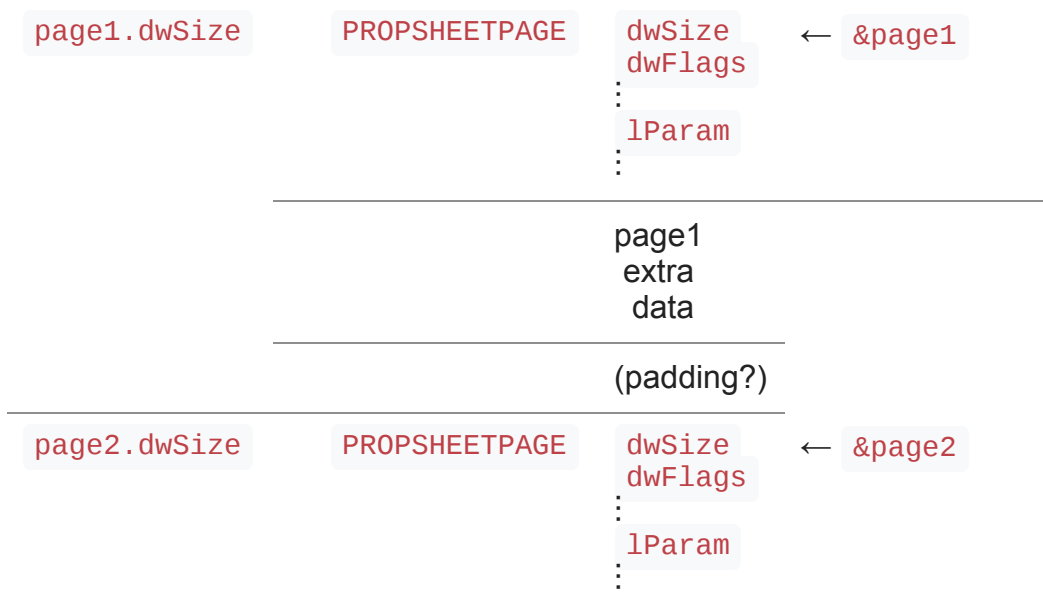 page1.dwSize PROPSHEETPAGE dwSize ← &page1
dwFlags
⋮
lParam
⋮
page1
extra
data
(padding?)
page2.dwSize PROPSHEETPAGE dwSize ← &page2
dwFlags
⋮
lParam
⋮